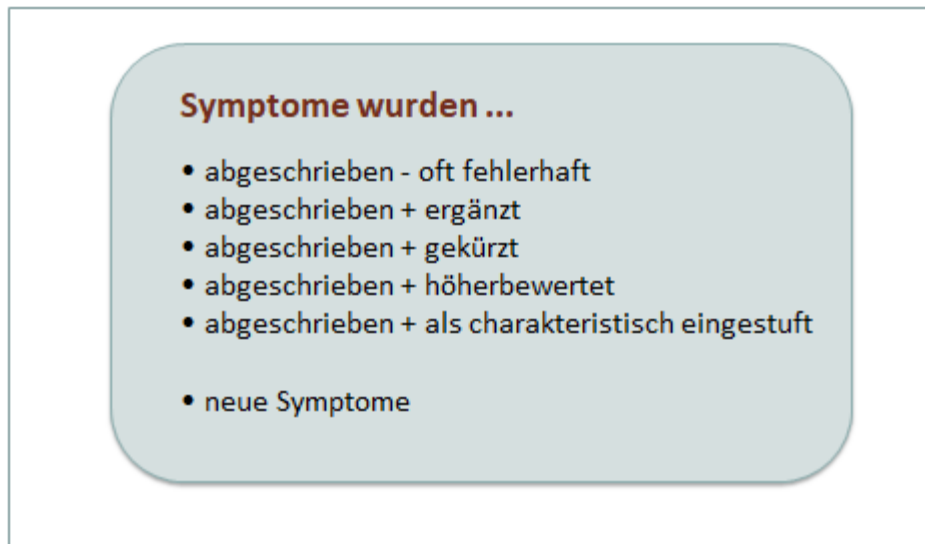 Symptome wurden ...
• abgeschrieben - oft fehlerhaft
• abgeschrieben + ergänzt
• abgeschrieben + gekürzt
• abgeschrieben + höherbewertet
• abgeschrieben + als charakteristisch eingestuft
• neue Symptome